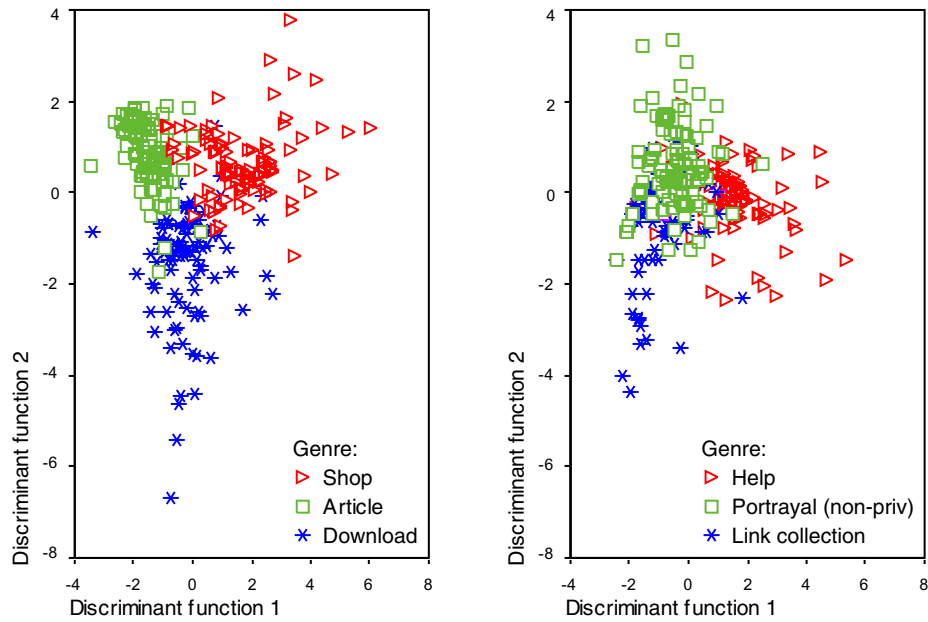 4
2
0
-2
-4
-6
-8
-4
-2
0
2
4
6
8
Discriminant function 2
Discriminant function 1
Genre:
Shop
Article
Download
4
2
0
-2
-4
-6
-8
-4
-2
0
2
4
6
8
Discriminant function 2
Discriminant function 1
Genre:
Help
Portrayal (non-priv)
Link collection